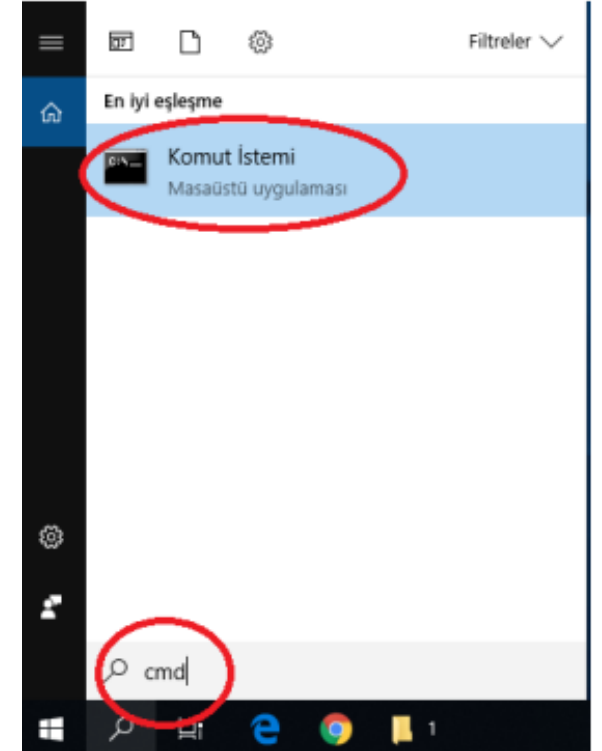 Filtreler
En iyi eşleşme
Komut İstemi
Masaüstü uygulaması
cmd
1